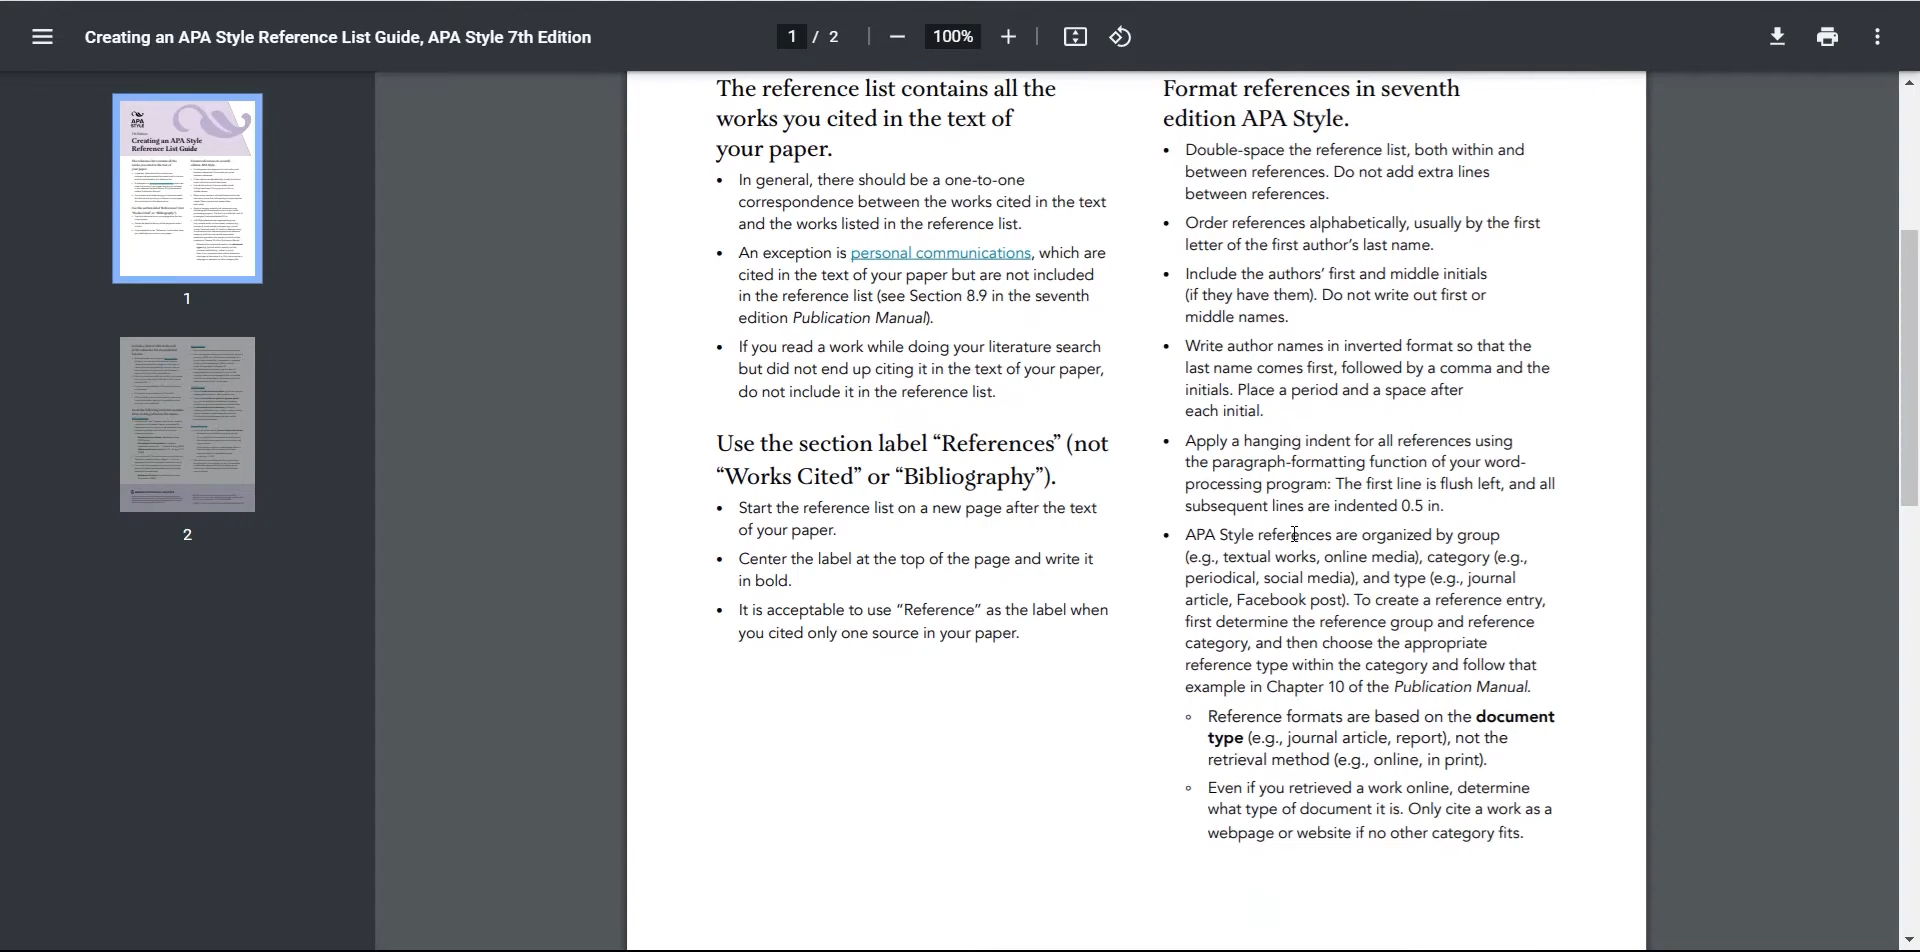 Creating an APA Style Reference List Guide, APA Style 7th Edition
1 / 2
100%
APA
STYLE
Creating an APA Style
Reference List Guide
1
2
The reference list contains all the
works you cited in the text of
your paper.
• In general, there should be a one-to-one
correspondence between the works cited in the text
and the works listed in the reference list.
• An exception is personal communications, which are
cited in the text of your paper but are not included
in the reference list (see Section 8.9 in the seventh
edition Publication Manual).
• If you read a work while doing your literature search
but did not end up citing it in the text of your paper,
do not include it in the reference list.
Use the section label “References” (not
“Works Cited” or “Bibliography”).
• Start the reference list on a new page after the text
of your paper.
• Center the label at the top of the page and write it
in bold.
• It is acceptable to use “Reference” as the label when
you cited only one source in your paper.
Format references in seventh
edition APA Style.
• Double-space the reference list, both within and
between references. Do not add extra lines
between references.
• Order references alphabetically, usually by the first
letter of the first author’s last name.
• Include the authors’ first and middle initials
(if they have them). Do not write out first or
middle names.
• Write author names in inverted format so that the
last name comes first, followed by a comma and the
initials. Place a period and a space after
each initial.
• Apply a hanging indent for all references using
the paragraph-formatting function of your word-
processing program: The first line is flush left, and all
subsequent lines are indented 0.5 in.
• APA Style references are organized by group
(e.g., textual works, online media), category (e.g.,
periodical, social media), and type (e.g., journal
article, Facebook post). To create a reference entry,
first determine the reference group and reference
category, and then choose the appropriate
reference type within the category and follow that
example in Chapter 10 of the Publication Manual.
◦ Reference formats are based on the document
type (e.g., journal article, report), not the
retrieval method (e.g., online, in print).
◦ Even if you retrieved a work online, determine
what type of document it is. Only cite a work as a
webpage or website if no other category fits.